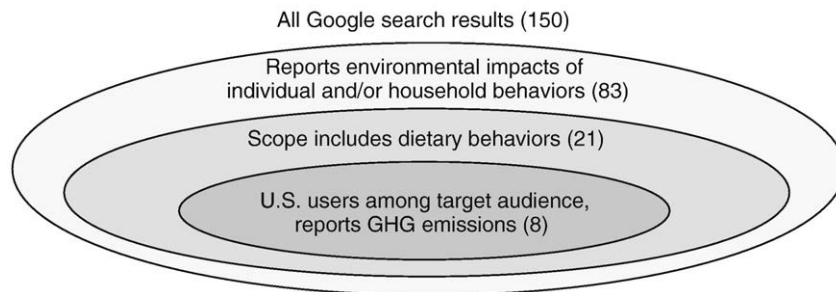 All Google search results (150)
Reports environmental impacts of
individual and/or household behaviors (83)
Scope includes dietary behaviors (21)
U.S. users among target audience,
reports GHG emissions (8)